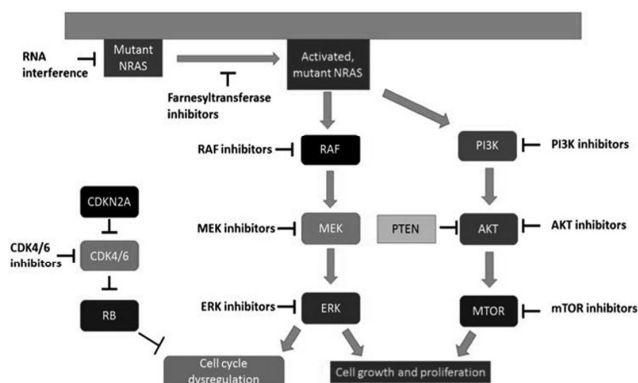 RNA
interference
Mutant
NRAS
Activated,
mutant NRAS
Farnesyltransferase
inhibitors
RAF inhibitors
RAF
PI3K
PI3K inhibitors
CDKN2A
MEK inhibitors
MEK
PTEN
AKT
AKT inhibitors
CDK4/6
inhibitors
CDK4/6
ERK inhibitors
ERK
MTOR
mTOR inhibitors
RB
Cell cycle
dysregulation
Cell growth and proliferation